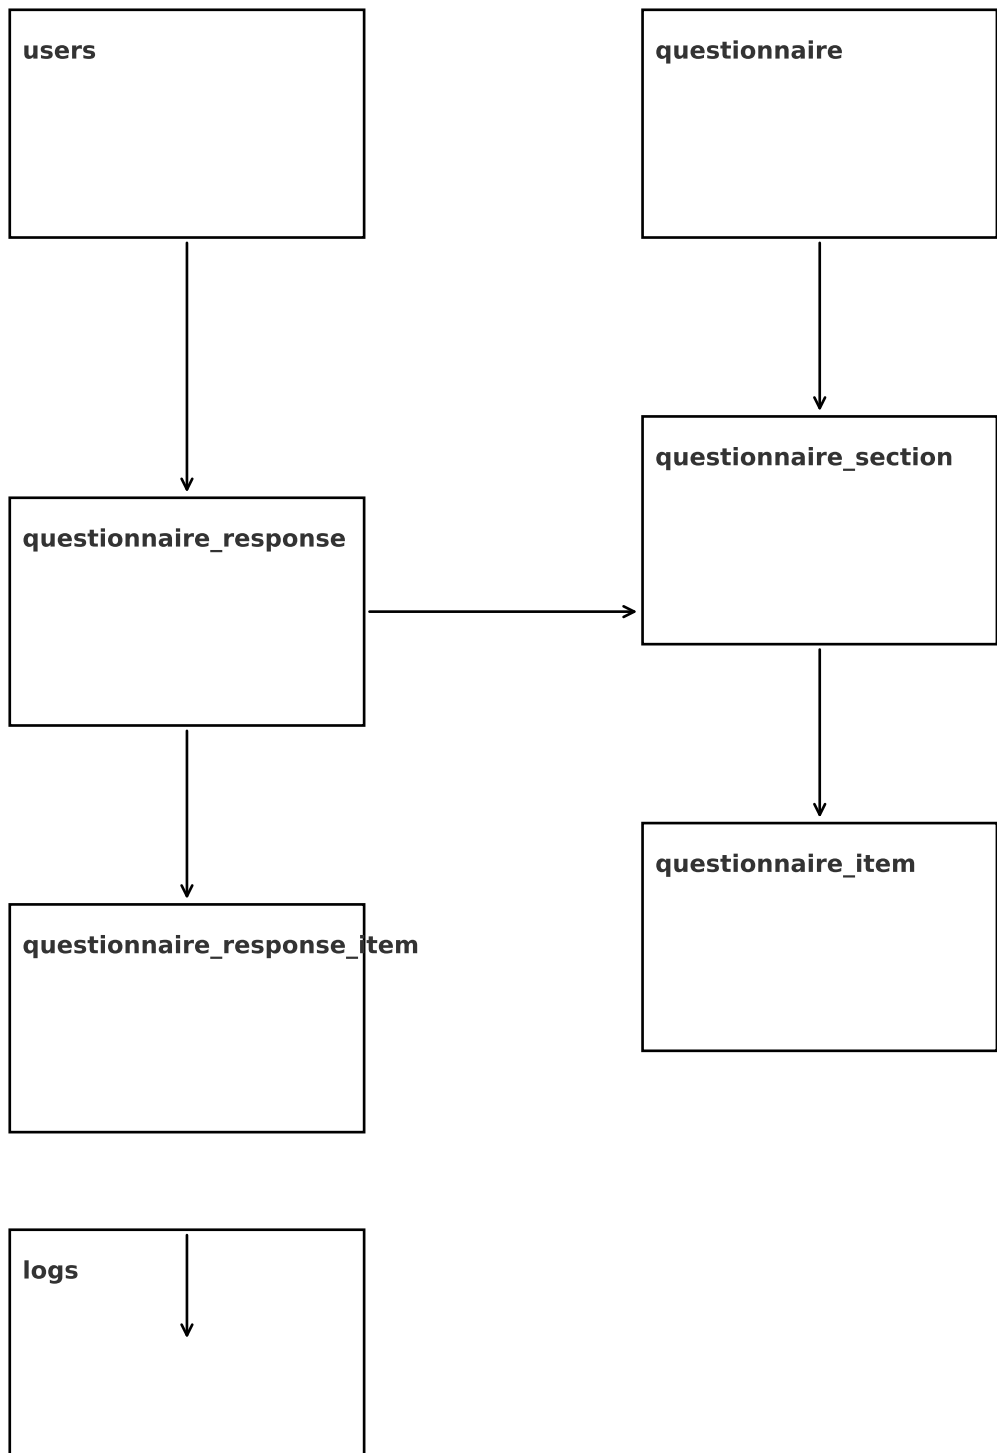 users
questionnaire
questionnaire_section
questionnaire_response
questionnaire_item
questionnaire_response_item
logs